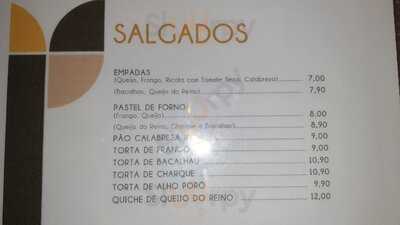 SALGADOS
EMPADAS
(Queijo, Frango, Ricota com Tomate Seco, Calabresa) 7,00
(Bacalhau, Queijo do Reino) 7,90
PASTEL DE FORNO
(Frango, Queijo) 8,00
(Queijo do Reino, Charque e Bacalhau) 8,90
PÃO CALABRESA 9,00
TORTA DE FRANGO 9,00
TORTA DE BACALHAU 10,90
TORTA DE CHARQUE 10,90
TORTA DE ALHO PORÓ 9,90
QUICHE DE QUEIJO DO REINO 12,00